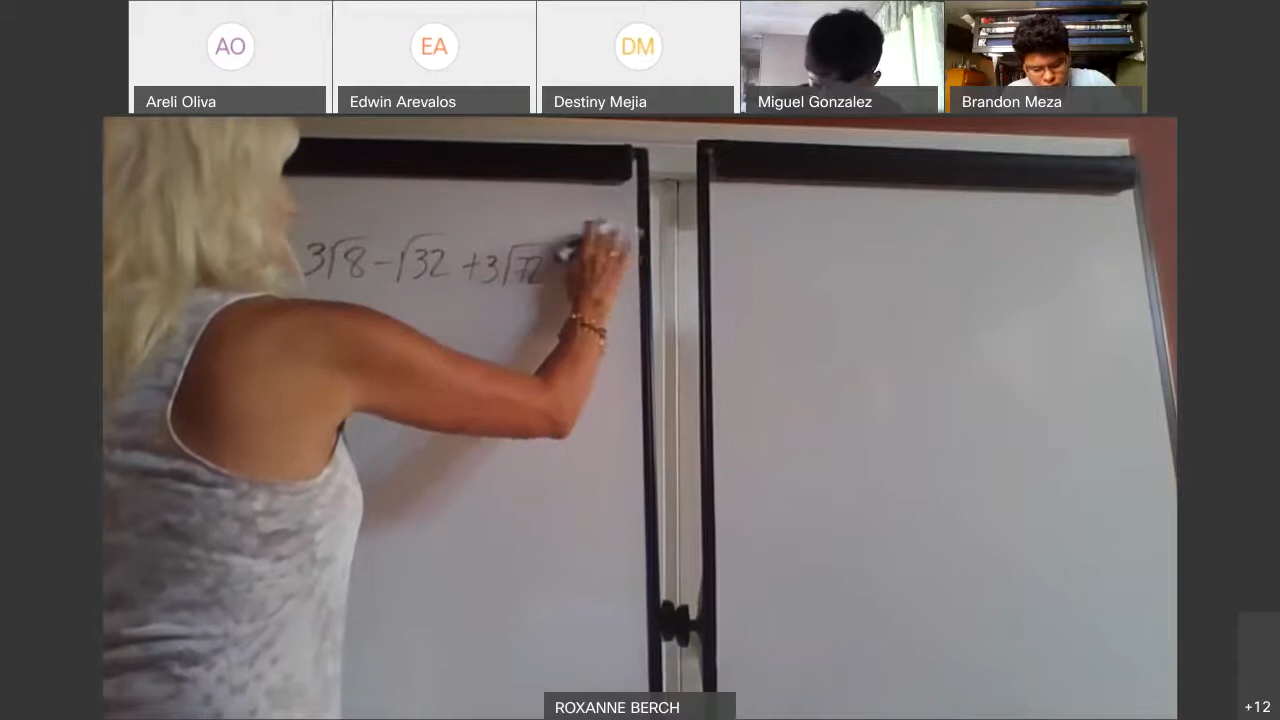 AO EA DM
Areli Oliva Edwin Arevalos Destiny Mejia Miguel Gonzalez Brandon Meza
3√8 - √32 + 3√72
ROXANNE BERCH
+12